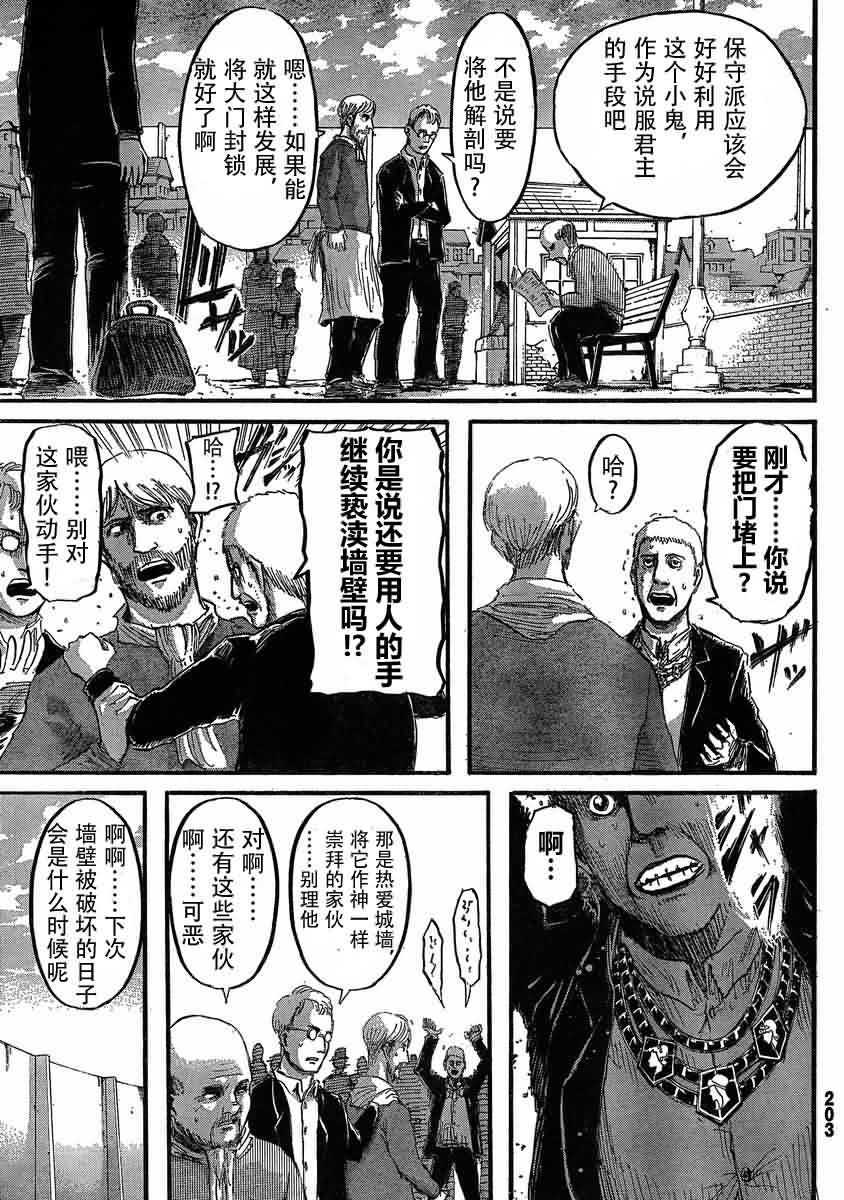 保守派应该会
好好利用
这个小鬼，
作为说服君主
的手段吧
不是说要
将他解剖吗？
嗯……如果能
就这样发展，
将大门封锁
就好了啊
刚才……你说
要把门堵上？
哈？
你是说还要用人的手
继续亵渎墙壁吗！？
哈…！？
喂……别对
这家伙动手！
啊…
那是热爱城墙，
将它作神一样
崇拜的家伙
……别理他
对啊……
还有这些家伙
啊……可恶
啊啊……下次
墙壁被破坏的日子
会是什么时候呢
203